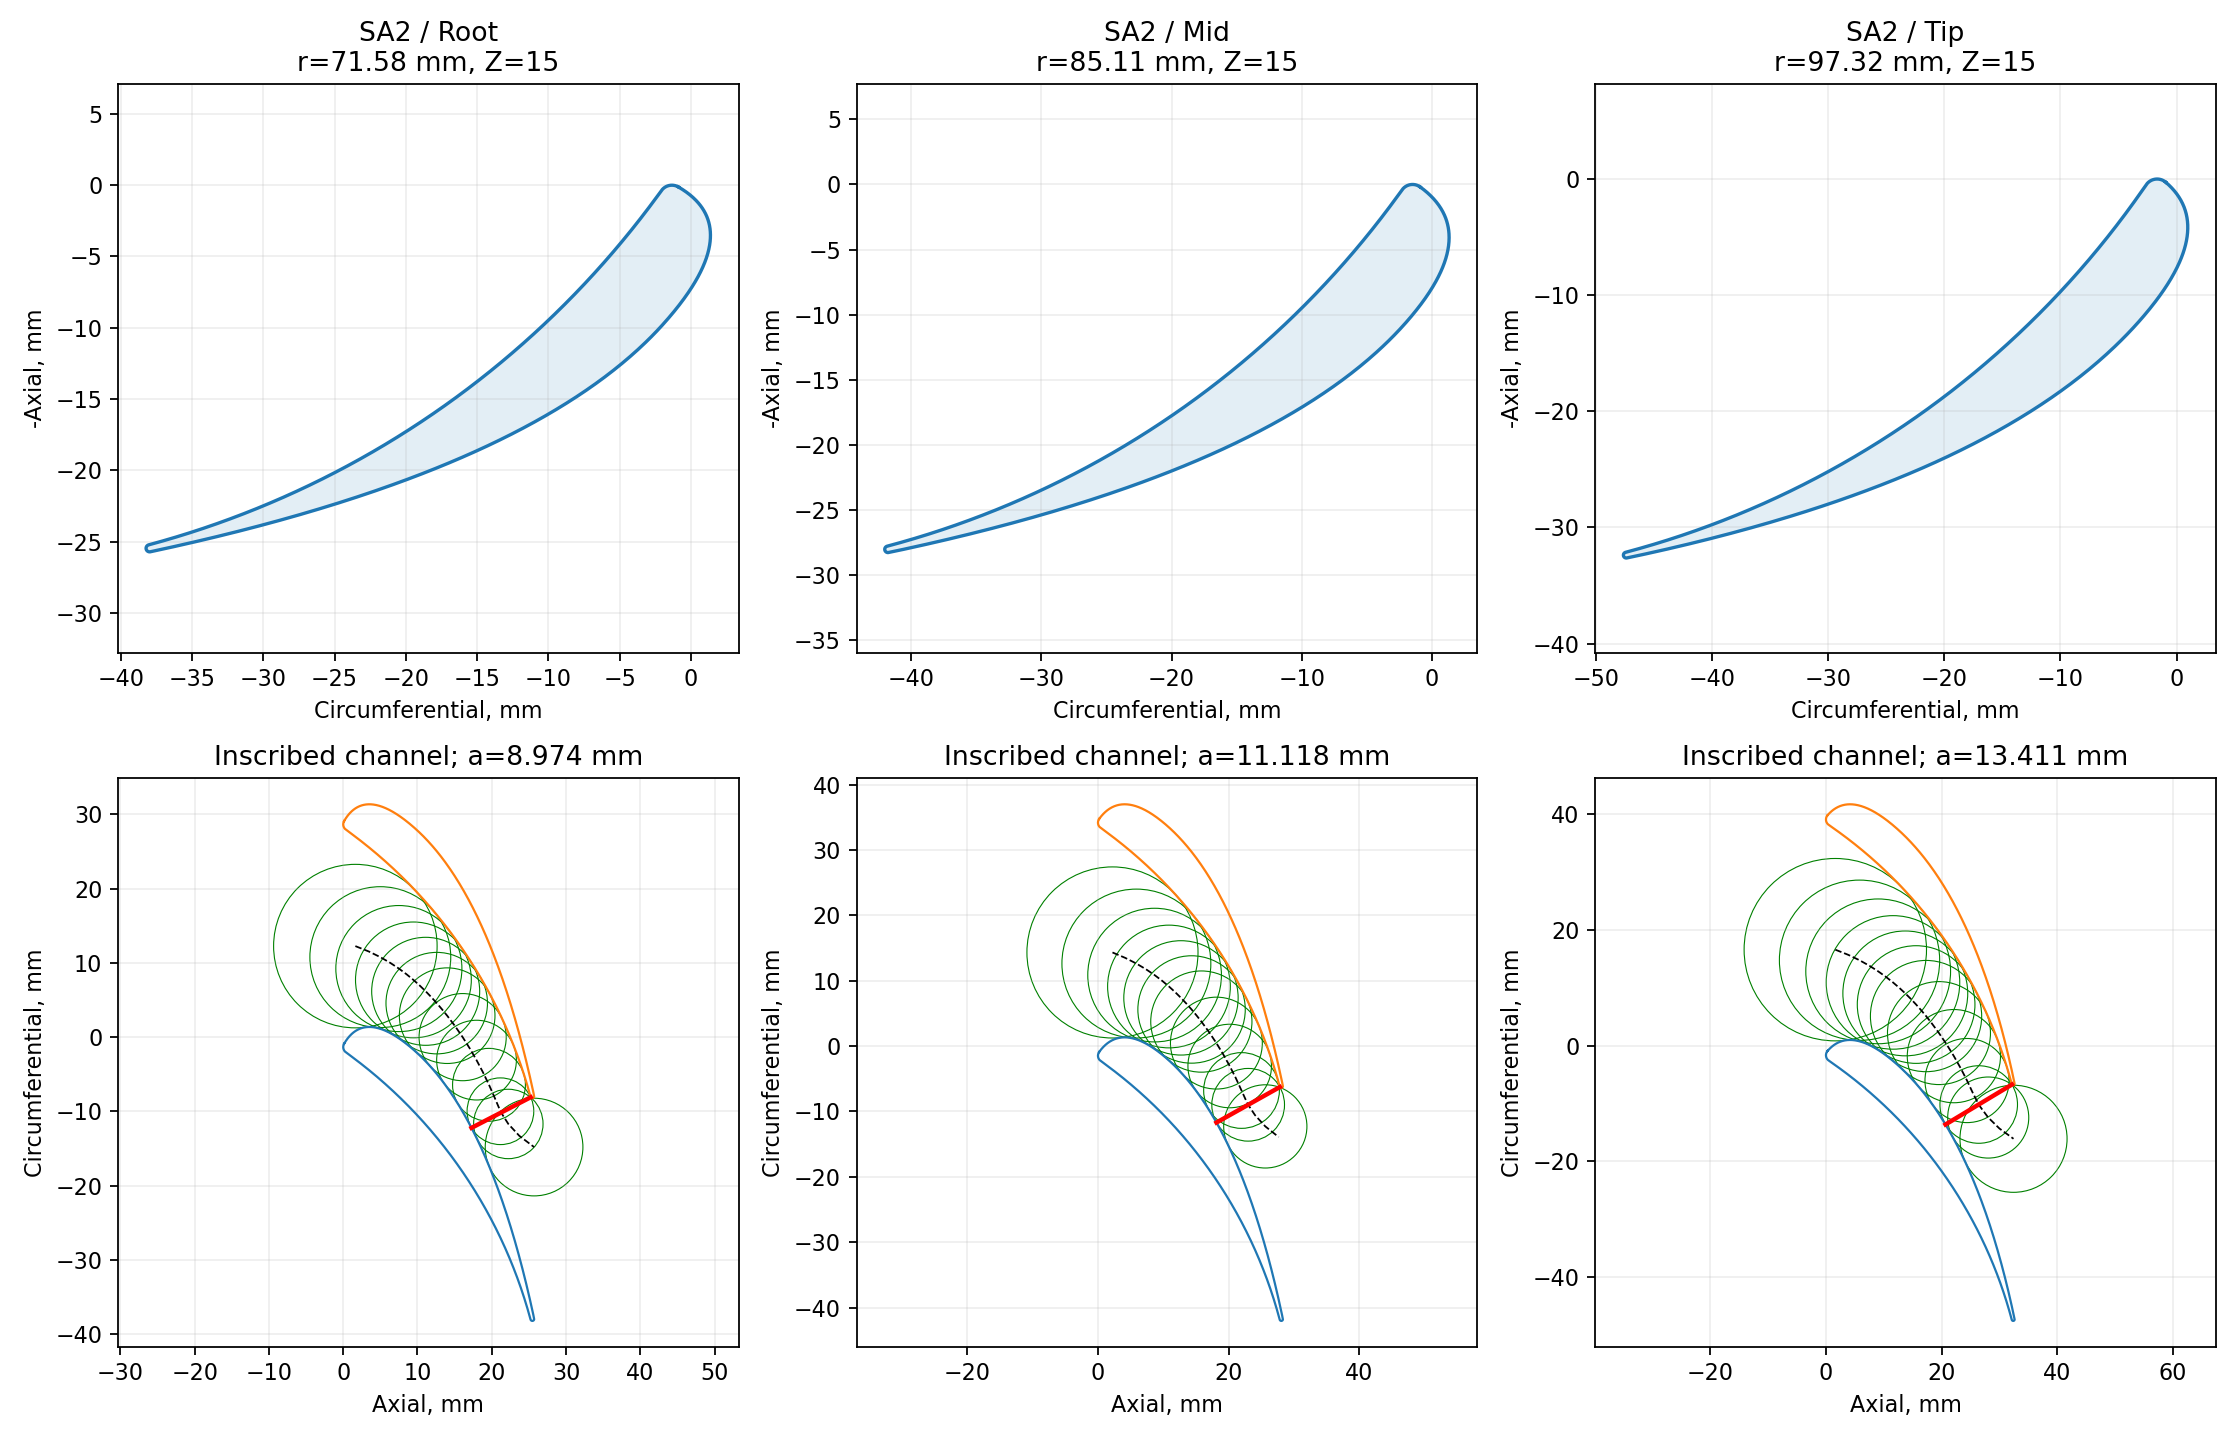 SA2 / Root
r=71.58 mm, Z=15
5
0
−5
−10
−15
−20
−25
−30
-Axial, mm
−40 −35 −30 −25 −20 −15 −10 −5 0
Circumferential, mm
SA2 / Mid
r=85.11 mm, Z=15
5
0
−5
−10
−15
−20
−25
−30
−35
-Axial, mm
−40 −30 −20 −10 0
Circumferential, mm
SA2 / Tip
r=97.32 mm, Z=15
0
−10
−20
−30
−40
-Axial, mm
−50 −40 −30 −20 −10 0
Circumferential, mm
Inscribed channel; a=8.974 mm
30
20
10
0
−10
−20
−30
−40
Circumferential, mm
−30 −20 −10 0 10 20 30 40 50
Axial, mm
Inscribed channel; a=11.118 mm
40
30
20
10
0
−10
−20
−30
−40
Circumferential, mm
−20 0 20 40
Axial, mm
Inscribed channel; a=13.411 mm
40
20
0
−20
−40
Circumferential, mm
−20 0 20 40 60
Axial, mm